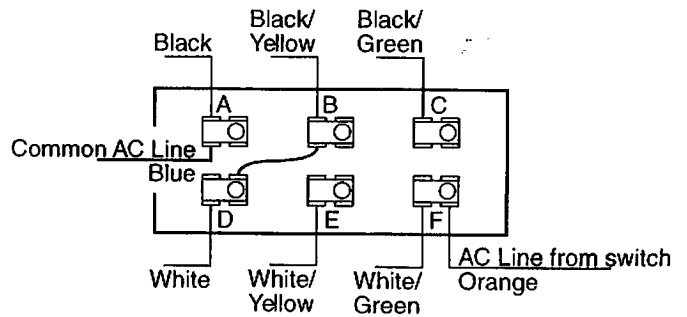 Black
Black/
Yellow
Black/
Green
A
B
C
Common AC Line
Blue
D
E
F
White
White/
Yellow
White/
Green
AC Line from switch
Orange